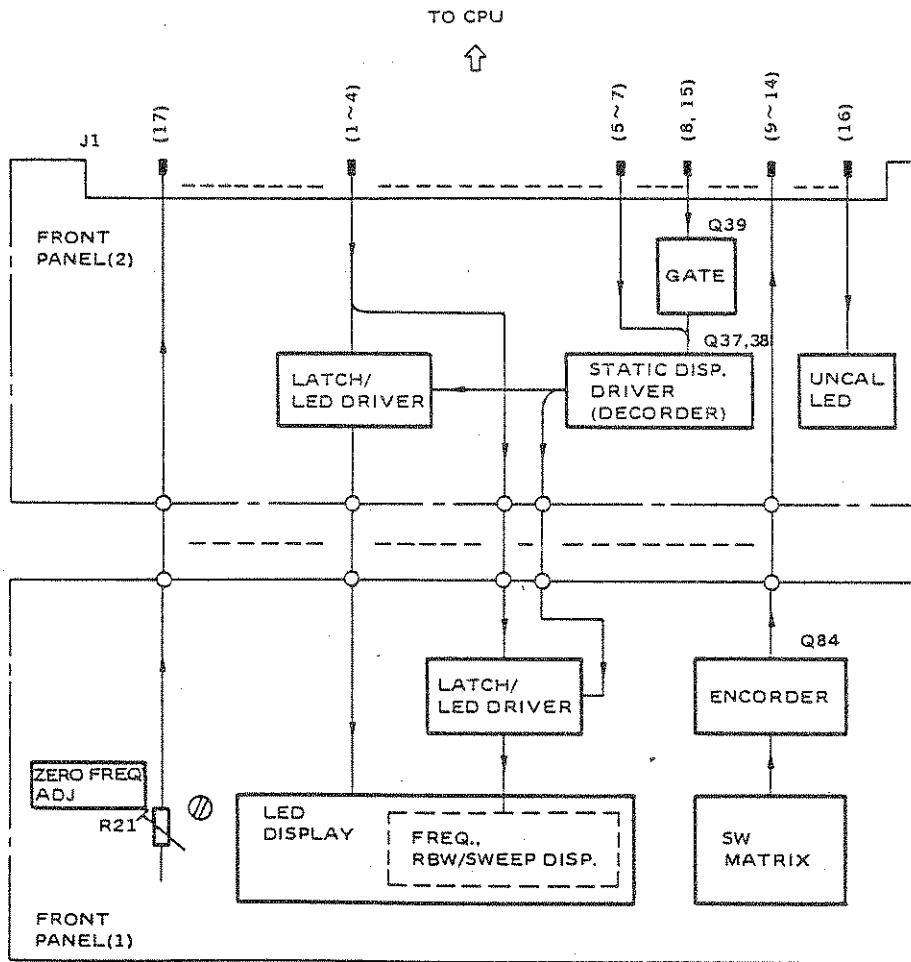 TO CPU
J1
(17)
(1~4)
(5~7)
(8, 15)
(9~14)
(16)
FRONT
PANEL(2)
Q39
GATE
Q37,38
LATCH/
LED DRIVER
STATIC DISP.
DRIVER
(DECORDER)
UNCAL
LED
Q84
LATCH/
LED DRIVER
ENCORDER
ZERO FREQ
ADJ
R21
LED
DISPLAY
FREQ.,
RBW/SWEEP DISP.
SW
MATRIX
FRONT
PANEL(1)